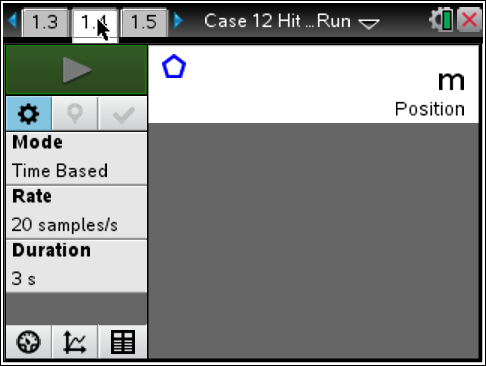 1.3 1.4 1.5 Case 12 Hit ...Run
m
Position
Mode
Time Based
Rate
20 samples/s
Duration
3 s